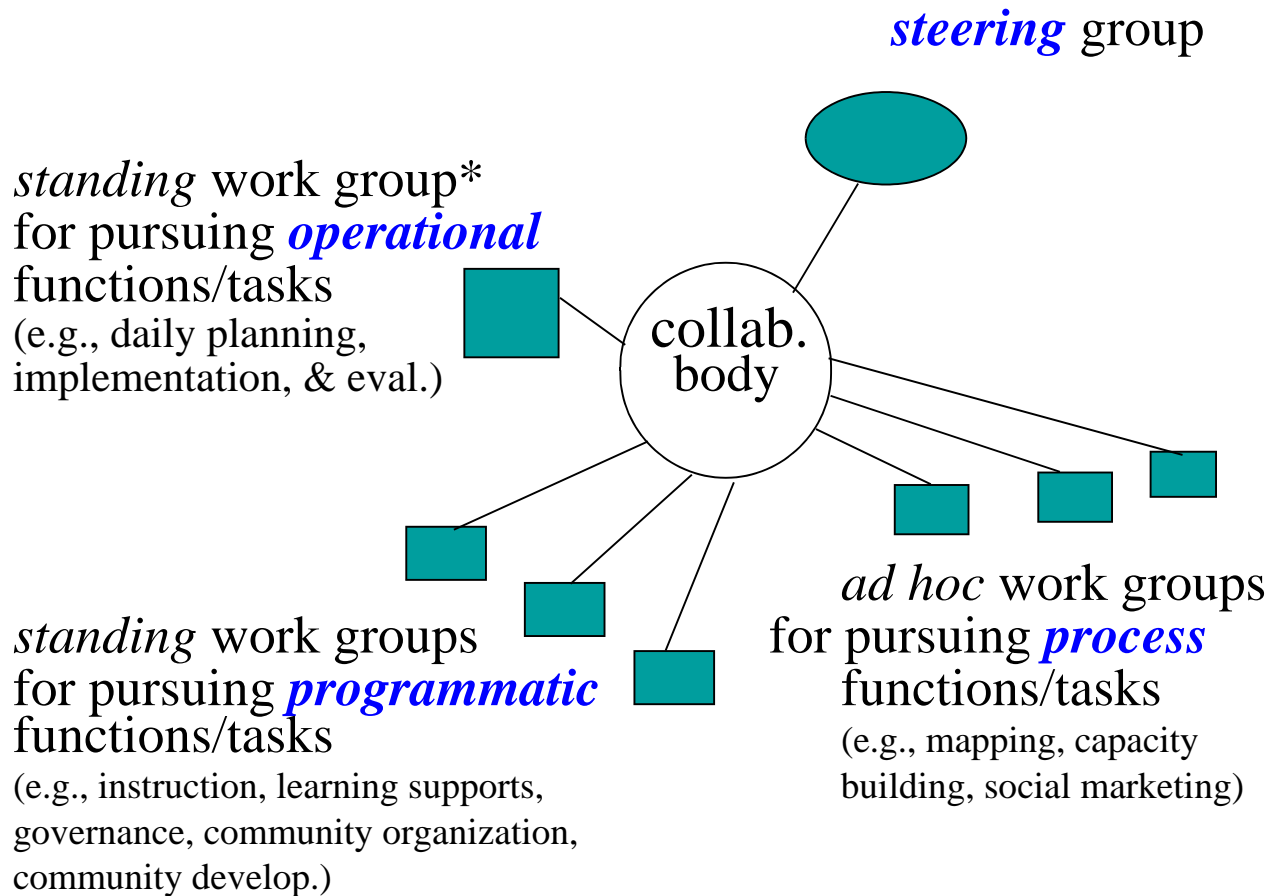 steering group
standing work group*
for pursuing operational
functions/tasks
(e.g., daily planning,
implementation, & eval.)
collab.
body
standing work groups
for pursuing programmatic
functions/tasks
(e.g., instruction, learning supports,
governance, community organization,
community develop.)
ad hoc work groups
for pursuing process
functions/tasks
(e.g., mapping, capacity
building, social marketing)